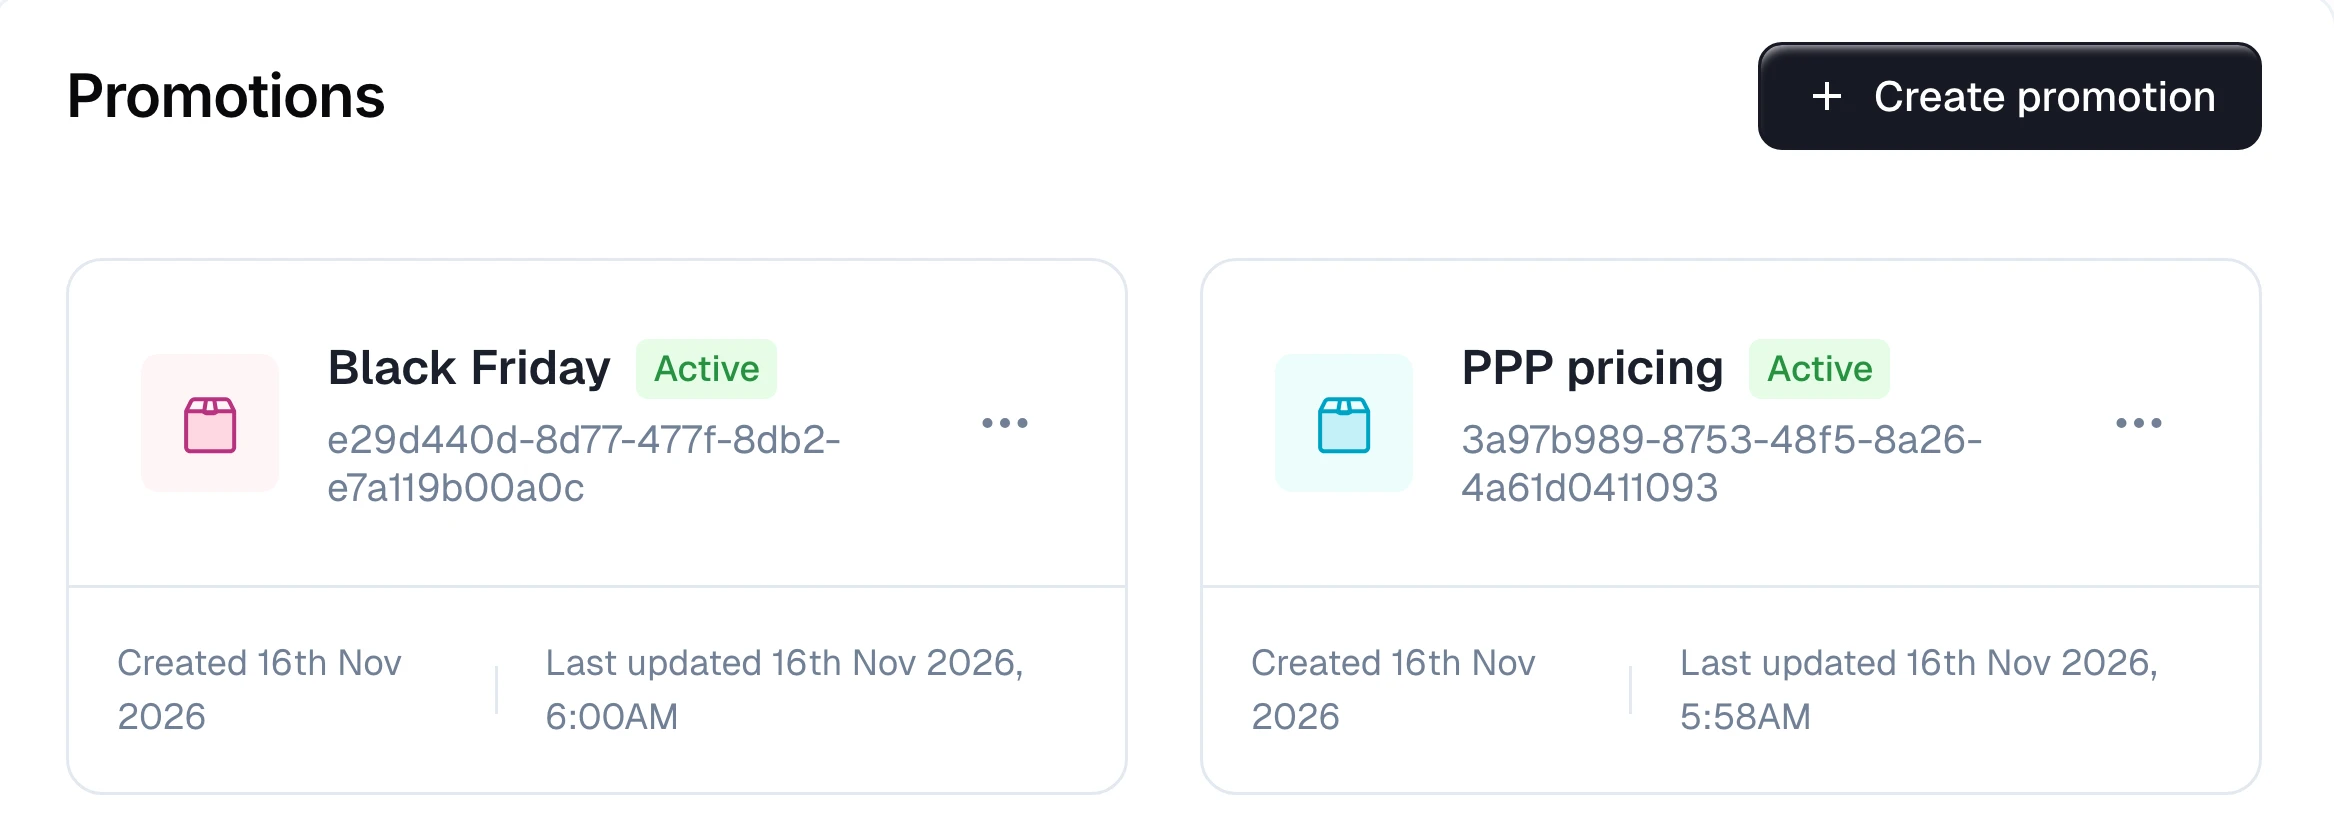 Promotions
Create promotion
Black Friday
Active
e29d440d-8d77-477f-8db2-
e7a119b00a0c
Created 16th Nov
2026
Last updated 16th Nov 2026,
6:00AM
PPP pricing
Active
3a97b989-8753-48f5-8a26-
4a61d0411093
Created 16th Nov
2026
Last updated 16th Nov 2026,
5:58AM